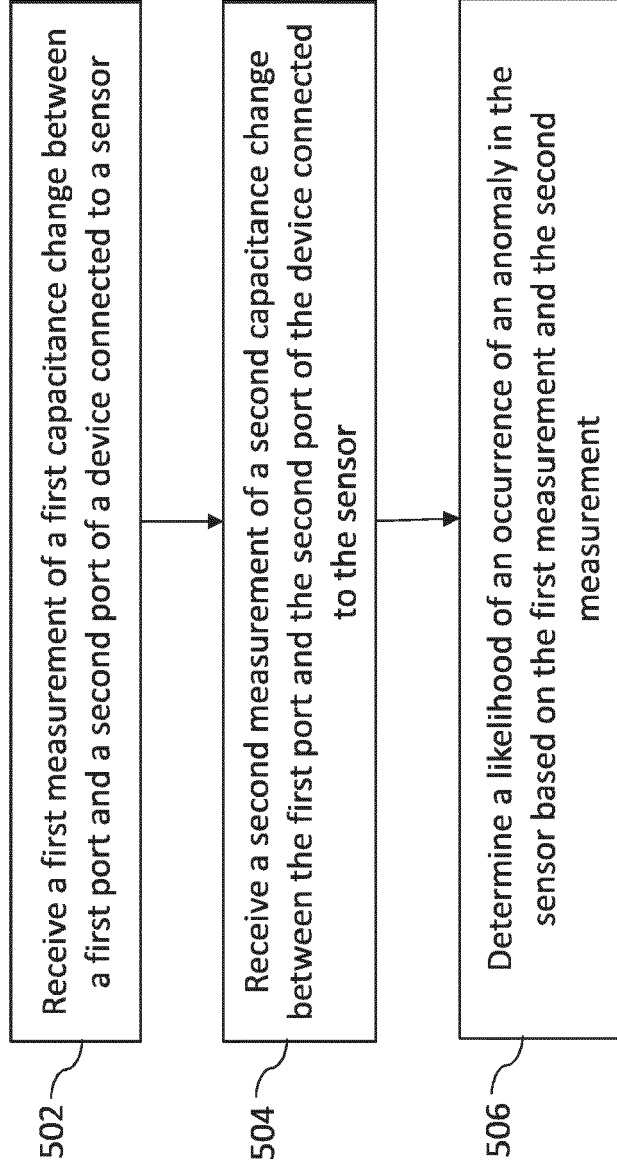 502
Receive a first measurement of a first capacitance change between
a first port and a second port of a device connected to a sensor
504
Receive a second measurement of a second capacitance change
between the first port and the second port of the device connected
to the sensor
506
Determine a likelihood of an occurrence of an anomaly in the
sensor based on the first measurement and the second
measurement